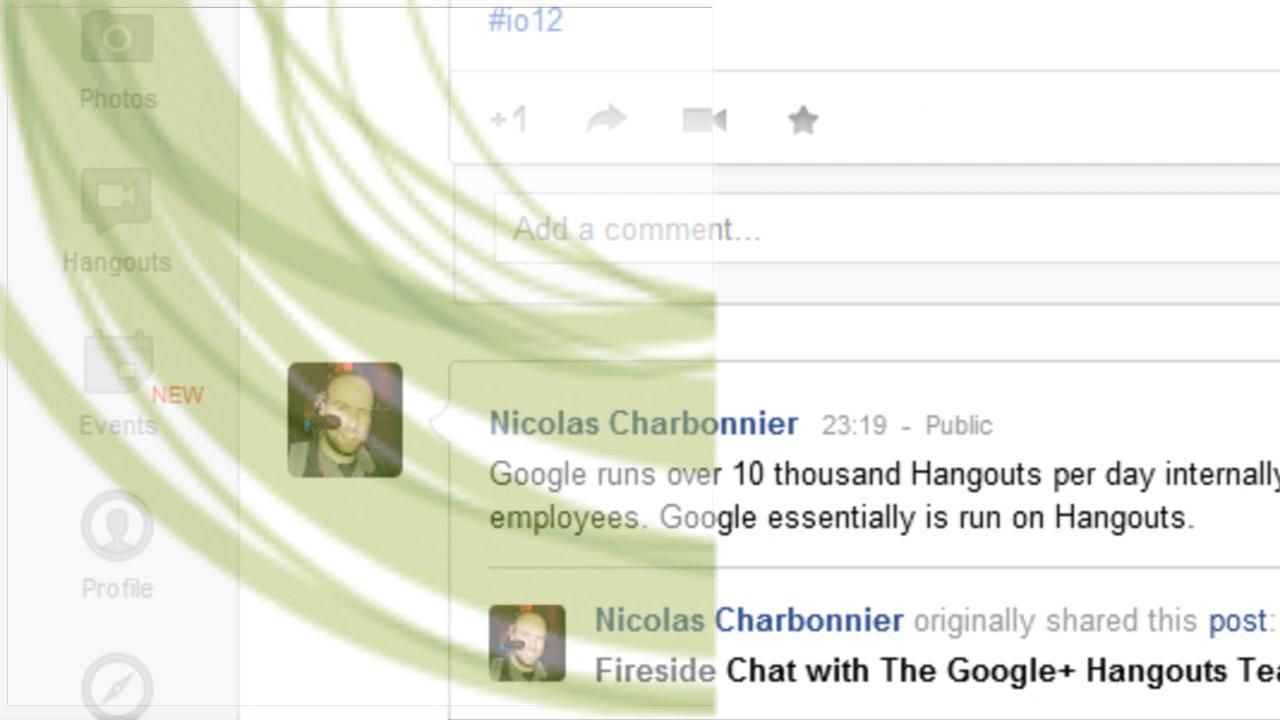 #io12
Photos
+1
Add a comment...
Hangouts
NEW
Events
Nicolas Charbonnier 23:19 - Public
Google runs over 10 thousand Hangouts per day internally
employees. Google essentially is run on Hangouts.
Profile
Nicolas Charbonnier originally shared this post:
Fireside Chat with The Google+ Hangouts